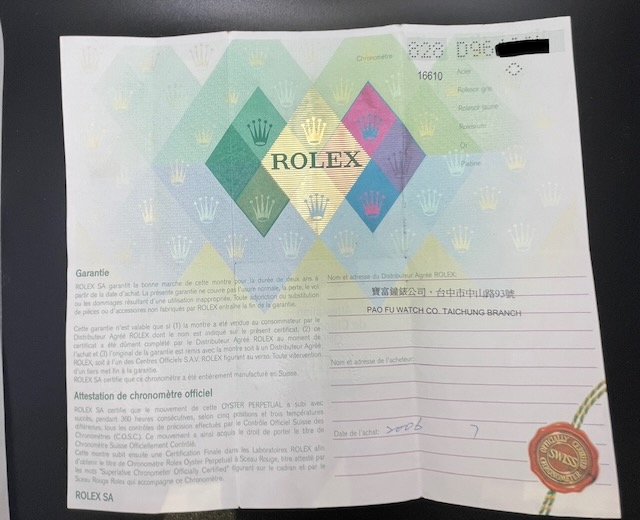 Chronomètre 828 D96
16610 Acier
Rolesor gris
Rolesor jaune
Rolesium
Or
Platine
ROLEX
Garantie
ROLEX SA garantit la bonne marche de cette montre pour la durée de deux ans à
partir de la date d'achat. La présente garantie ne couvre pas l'usure normale, la perte, le vol
ou les dommages résultant d'une utilisation inappropriée. Toute adjonction ou substitution
de pièces ou d'accessoires non fabriqués par ROLEX entraîne la fin de la garantie.
Cette garantie n'est valable que si (1) la montre a été vendue au consommateur par le
Distributeur Agréé ROLEX dont le nom est indiqué sur le présent certificat, (2) ce
certificat a été dûment complété par le Distributeur Agréé ROLEX au moment de
l'achat et (3) l'original de la garantie est remis avec la montre soit à un Distributeur Agréé
ROLEX, soit à l'un des Centres Officiels S.A.V. ROLEX figurant au verso. Toute intervention
d'un tiers met fin à la garantie.
ROLEX SA certifie que ce chronomètre a été entièrement manufacturé en Suisse.
Attestation de chronomètre officiel
ROLEX SA certifie que le mouvement de cette OYSTER PERPETUAL a subi avec
succès, pendant 360 heures consécutives, selon cinq positions et trois températures
différentes, tous les contrôles de précision effectués par le Contrôle Officiel Suisse des
Chronomètres (C.O.S.C.). Ce mouvement a ainsi acquis le droit de porter le titre de
Chronomètre Suisse Officiellement Contrôlé.
Cette montre subi ensuite une Certification Finale dans les Laboratoires ROLEX afin
d'obtenir le titre de Chronomètre Rolex Oyster Perpetual à Sceau Rouge, titre attesté par
les mots "Superlative Chronometer Officially Certified" figurant sur le cadran et par le
Sceau Rouge Rolex qui accompagne ce Chronomètre.
ROLEX SA
Nom et adresse du Distributeur Agréé ROLEX:
寶富鐘錶公司，台中市中山路93號
PAO FU WATCH CO. TAICHUNG BRANCH
Nom et adresse de l'acheteur:
Date de l'achat: 2006 7
OFFICIALLY CERTIFIED
SWISS
CHRONOMETER